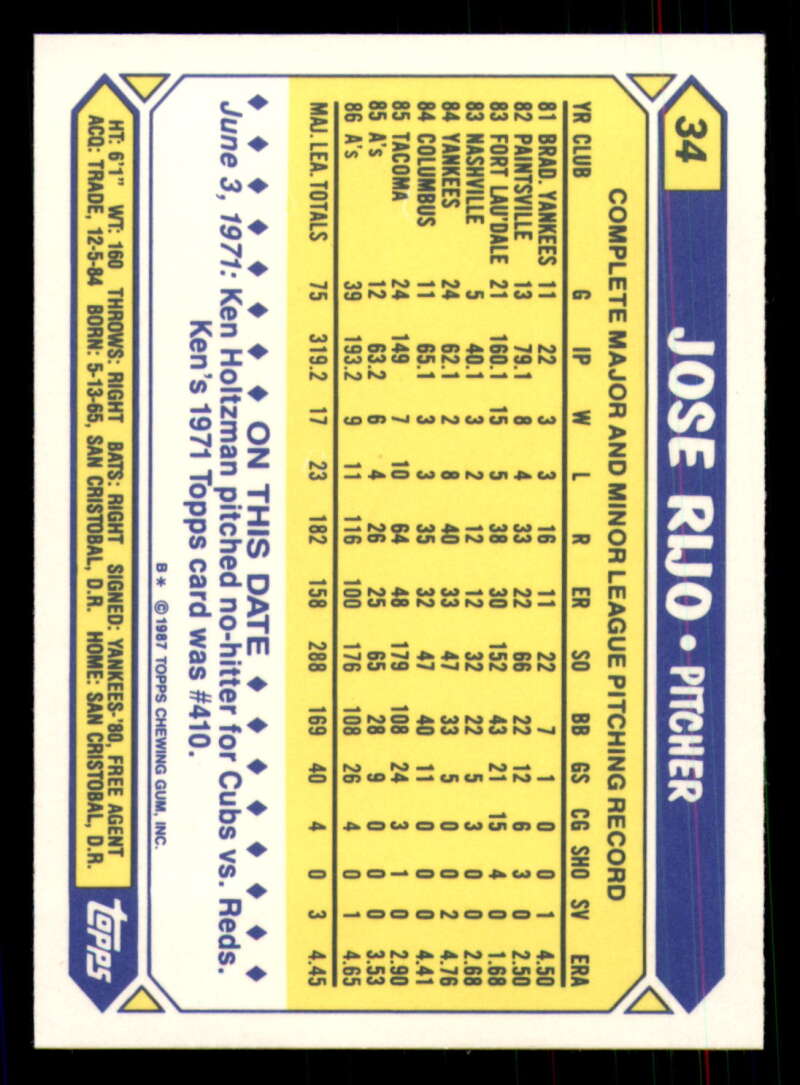 34
JOSE RIJO • PITCHER
COMPLETE MAJOR AND MINOR LEAGUE PITCHING RECORD
YR CLUB G IP W L R ER SO BB GS CG SHO SV ERA
81 BRAD. YANKEES 11 22 3 3 16 11 22 7 1 0 0 1 4.50
82 PAINTSVILLE 13 79.1 8 4 33 22 66 22 12 6 3 0 2.50
83 FORT LAU'DALE 21 160.1 15 5 38 30 152 43 21 15 4 0 1.68
83 NASHVILLE 5 40.1 3 2 12 12 32 22 5 3 0 0 2.68
84 YANKEES 24 62.1 2 8 40 33 47 33 5 0 0 2 4.76
84 COLUMBUS 11 65.1 3 3 35 32 47 40 11 0 0 0 4.41
85 TACOMA 24 149 7 10 64 48 179 108 24 3 1 0 2.90
85 A's 12 63.2 6 4 26 25 65 28 9 0 0 0 3.53
86 A's 39 193.2 9 11 116 100 176 108 26 4 0 1 4.65
MAJ. LEA. TOTALS 75 319.2 17 23 182 158 288 169 40 4 0 3 4.45
ON THIS DATE
June 3, 1971: Ken Holtzman pitched no-hitter for Cubs vs. Reds.
Ken's 1971 Topps card was #410.
B* ©1987 TOPPS CHEWING GUM, INC.
HT: 6'1" WT: 160 THROWS: RIGHT BATS: RIGHT SIGNED: YANKEES-'80, FREE AGENT
ACQ: TRADE, 12-5-84 BORN: 5-13-65, SAN CRISTOBAL, D.R. HOME: SAN CRISTOBAL, D.R.
TOPPS